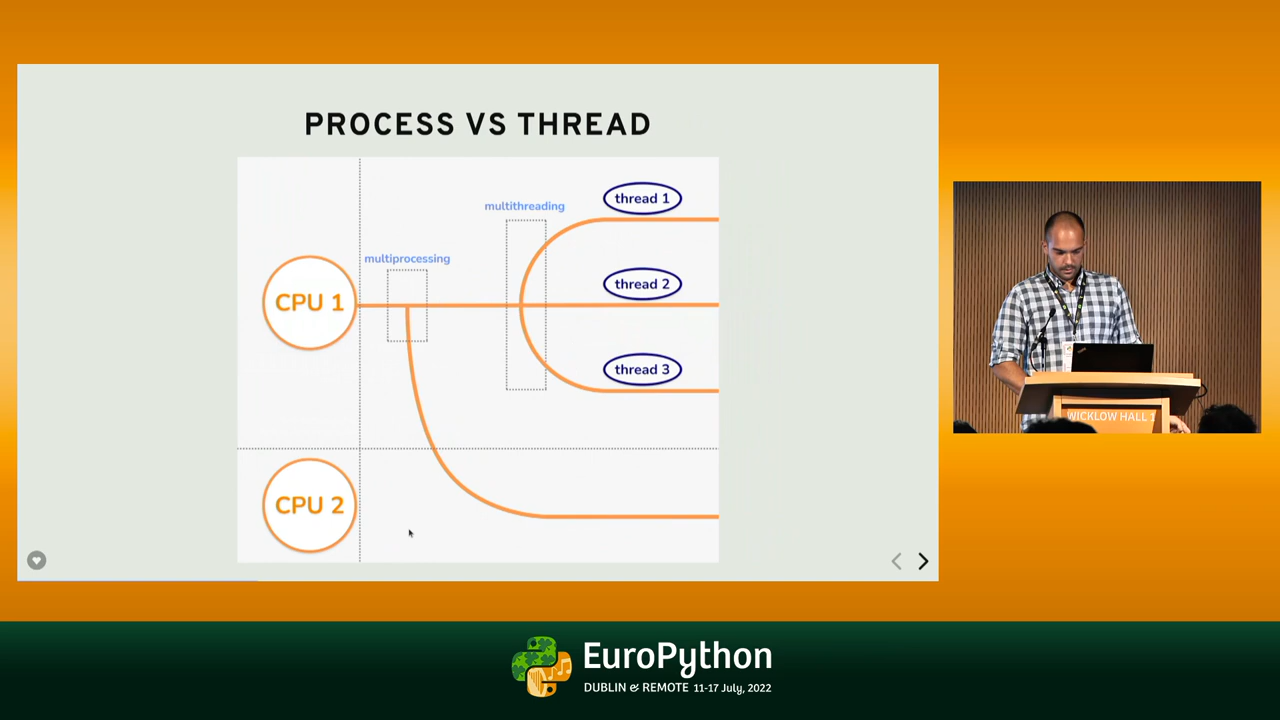 PROCESS VS THREAD
thread 1
multithreading
multiprocessing
thread 2
CPU 1
thread 3
CPU 2
WICKLOW HALL 1
EuroPython
DUBLIN & REMOTE 11-17 July, 2022